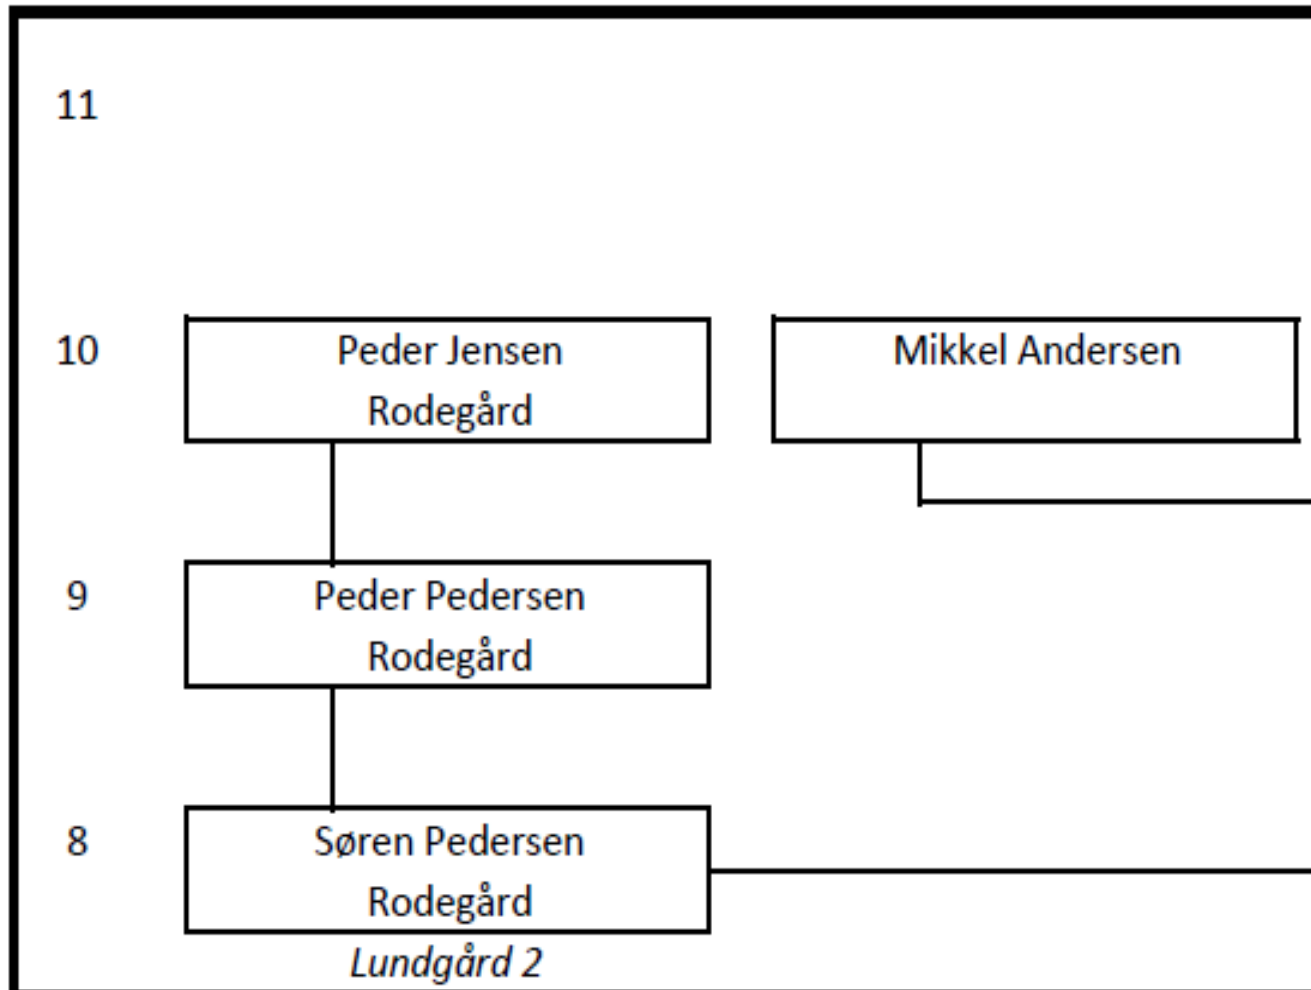 11
10
Peder Jensen
Rodegård
Mikkel Andersen
9
Peder Pedersen
Rodegård
8
Søren Pedersen
Rodegård
Lundgård 2